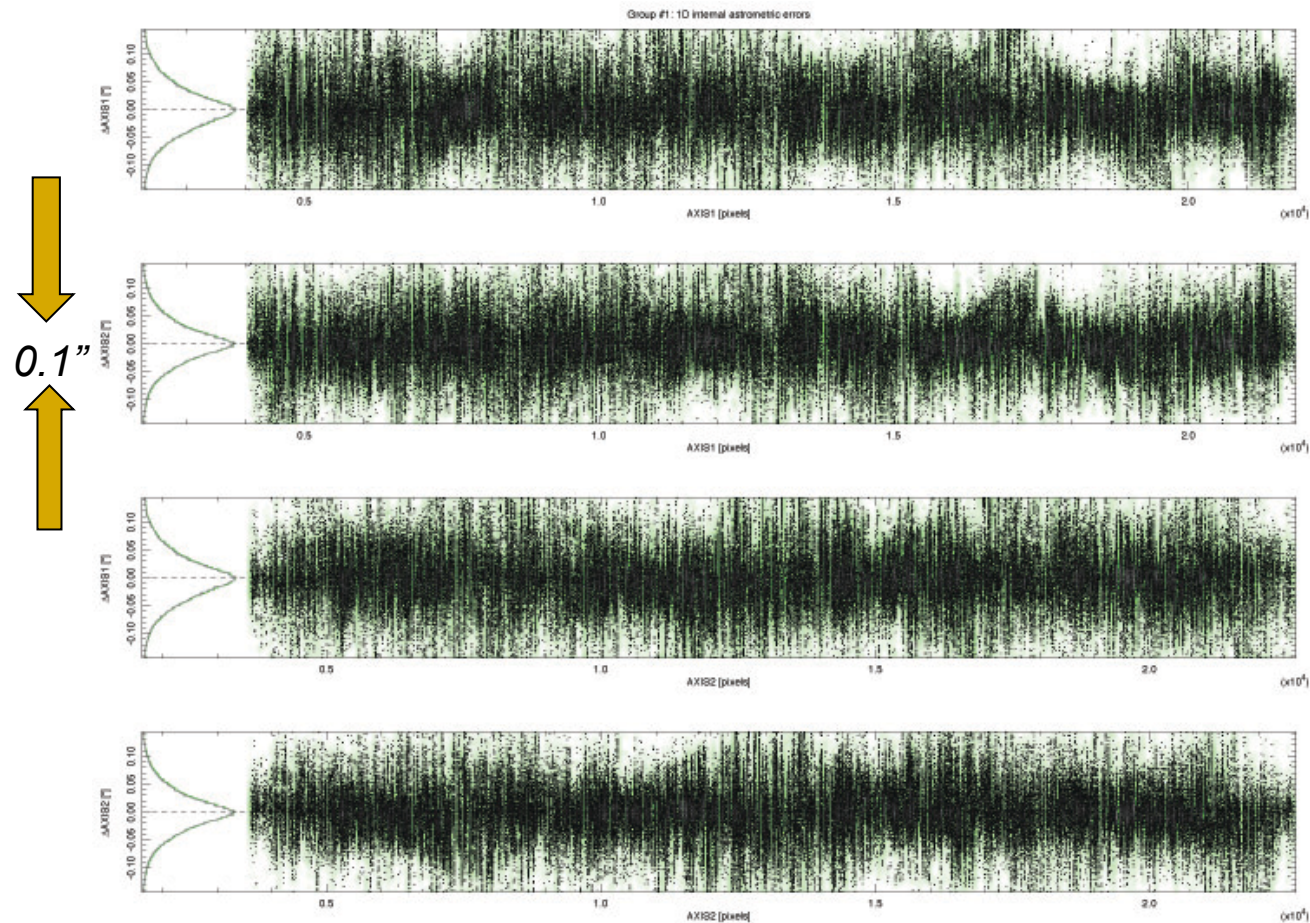 Group #1: 1D internal astrometric errors
ΔAXIS1 ["]
0.10
0.05
0.00
-0.05
-0.10
0.5 1.0 1.5 2.0
AXIS1 [pixels] (x10⁴)
0.1”
ΔAXIS2 ["]
0.10
0.05
0.00
-0.05
-0.10
0.5 1.0 1.5 2.0
AXIS1 [pixels] (x10⁴)
ΔAXIS1 ["]
0.10
0.05
0.00
-0.05
-0.10
0.5 1.0 1.5 2.0
AXIS2 [pixels] (x10⁴)
ΔAXIS2 ["]
0.10
0.05
0.00
-0.05
-0.10
0.5 1.0 1.5 2.0
AXIS2 [pixels] (x10⁴)